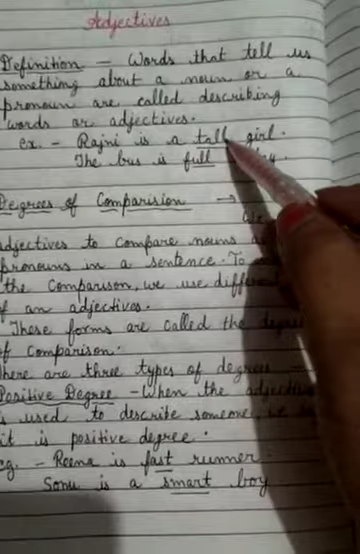 Adjectives
Definition - Words that tell us
something about a noun or a
pronoun are called describing
words or adjectives.
ex. - Rajni is a tall girl.
The bus is full
Degrees of Comparision →
We
adjectives to compare nouns
pronouns in a sentence. To
the comparison, we use
of an adjectives.
These forms are called the degree
of comparison.
There are three types of degrees -
Positive Degree - When the
is used to describe someone,
it is positive degree.
eg. - Reena is fast runner.
Sonu is a smart boy